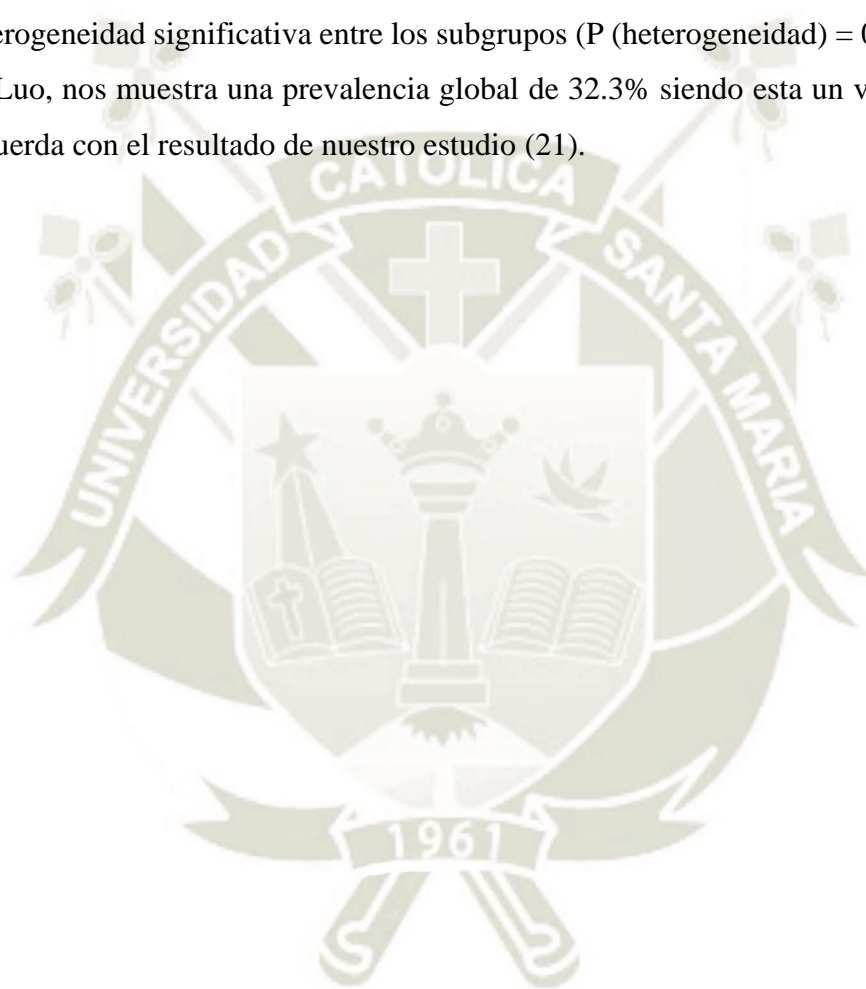 erogeneidad significativa entre los subgrupos (P (heterogeneidad) =
Luo, nos muestra una prevalencia global de 32.3% siendo esta un
uerda con el resultado de nuestro estudio (21).
UNIVERSIDAD CATOLICA SANTA MARIA
1961